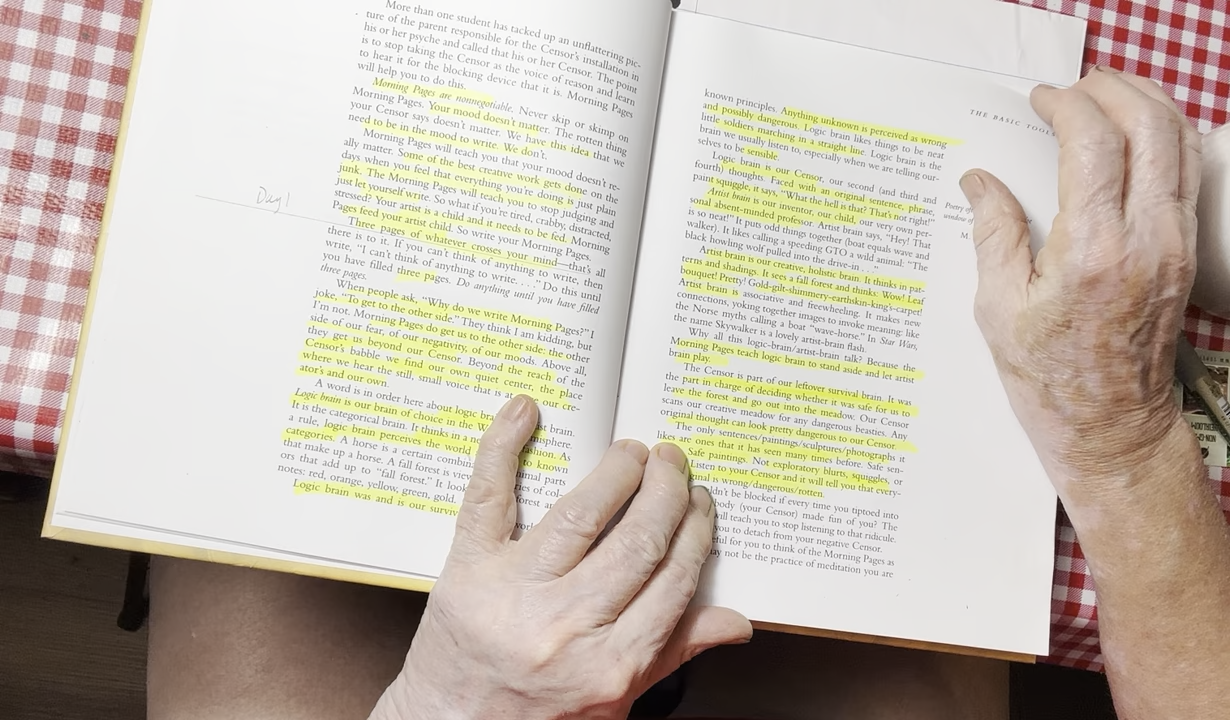 More than one student has tacked up an unflattering pic-
ture of the parent responsible for the Censor's installation in
his or her psyche and called that his or her Censor. The point
is to stop taking the Censor as the voice of reason and learn
to hear it for the blocking device that it is. Morning Pages
will help you to do this.
Morning Pages are nonnegotiable. Never skip or skimp on
Morning Pages. Your mood doesn't matter. The rotten thing
your Censor says doesn't matter. We have this idea that we
need to be in the mood to write. We don't.
Morning Pages will teach you that your mood doesn't re-
ally matter. Some of the best creative work gets done on the
days when you feel that everything you're doing is just plain
junk. The Morning Pages will teach you to stop judging and
just let yourself write. So what if you're tired, crabby, distracted,
stressed? Your artist is a child and it needs to be fed. Morning
Pages feed your artist child. So write your Morning Pages.
Three pages of whatever crosses your mind—that's all
there is to it. If you can't think of anything to write, then
write, "I can't think of anything to write. . . ." Do this until
you have filled three pages. Do anything until you have filled
three pages.
When people ask, "Why do we write Morning Pages?" I
joke, "To get to the other side." They think I am kidding, but
I'm not. Morning Pages do get us to the other side: the other
side of our fear, of our negativity, of our moods. Above all,
they get us beyond our Censor. Beyond the reach of the
Censor's babble we find our own quiet center, the place
where we hear the still, small voice that is at our cre-
ator's and our own.
A word is in order here about logic brain
Logic brain is our brain of choice in the
It is the categorical brain. It thinks in a fashion. As
a rule, logic brain perceives the world to known
categories. A horse is a certain parts
that make up a horse. A fall forest is of col-
ors that add up to "fall forest." It
notes: red, orange, yellow, green, gold.
Logic brain was and is our
Day 1
THE BASIC
known principles. Anything unknown is perceived as wrong
and possibly dangerous. Logic brain likes things to be neat
little soldiers marching in a straight line. Logic brain is the
brain we usually listen to, especially when we are telling our-
selves to be sensible.
Logic brain is our Censor, our second (and third and
fourth) thoughts. Faced with an original sentence, phrase,
paint squiggle, it says, "What the hell is that? That's not right!"
Artist brain is our inventor, our child, our very own per-
sonal absent-minded professor. Artist brain says, "Hey! That
is so neat!" It puts odd things together (boat equals wave and
walker). It likes calling a speeding GTO a wild animal: "The
black howling wolf pulled into the drive-in . . ."
Artist brain is our creative, holistic brain. It thinks in pat-
terns and shadings. It sees a fall forest and thinks: Wow! Leaf
bouquet! Pretty! Gold-gilt-shimmery-earthskin-king's-carpet!
Artist brain is associative and freewheeling. It makes new
connections, yoking together images to invoke meaning: like
the Norse myths calling a boat "wave-horse." In Star Wars,
the name Skywalker is a lovely artist-brain flash.
Why all this logic-brain/artist-brain talk? Because the
Morning Pages teach logic brain to stand aside and let artist
brain play.
The Censor is part of our leftover survival brain. It was
the part in charge of deciding whether it was safe for us to
leave the forest and go out into the meadow. Our Censor
scans our creative meadow for any dangerous beasties. Any
original thought can look pretty dangerous to our Censor.
The only sentences/paintings/sculptures/photographs it
likes are ones that it has seen many times before. Safe sen-
Safe paintings. Not exploratory blurts, squiggles, or
Listen to your Censor and it will tell you that every-
is wrong/dangerous/rotten.
be blocked if every time you tiptoed into
(your Censor) made fun of you? The
will teach you to stop listening to that ridicule.
you to detach from your negative Censor.
for you to think of the Morning Pages as
not be the practice of meditation you are